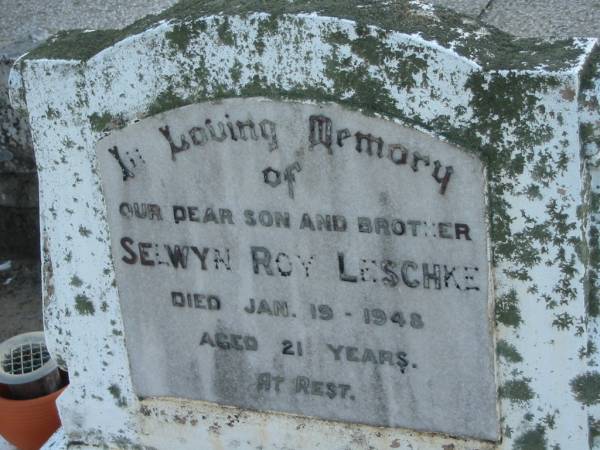 In Loving Memory
of
OUR DEAR SON AND BROTHER
SELWYN ROY LESCHKE
DIED JAN. 19 - 1948
AGED 21 YEARS.
AT REST.